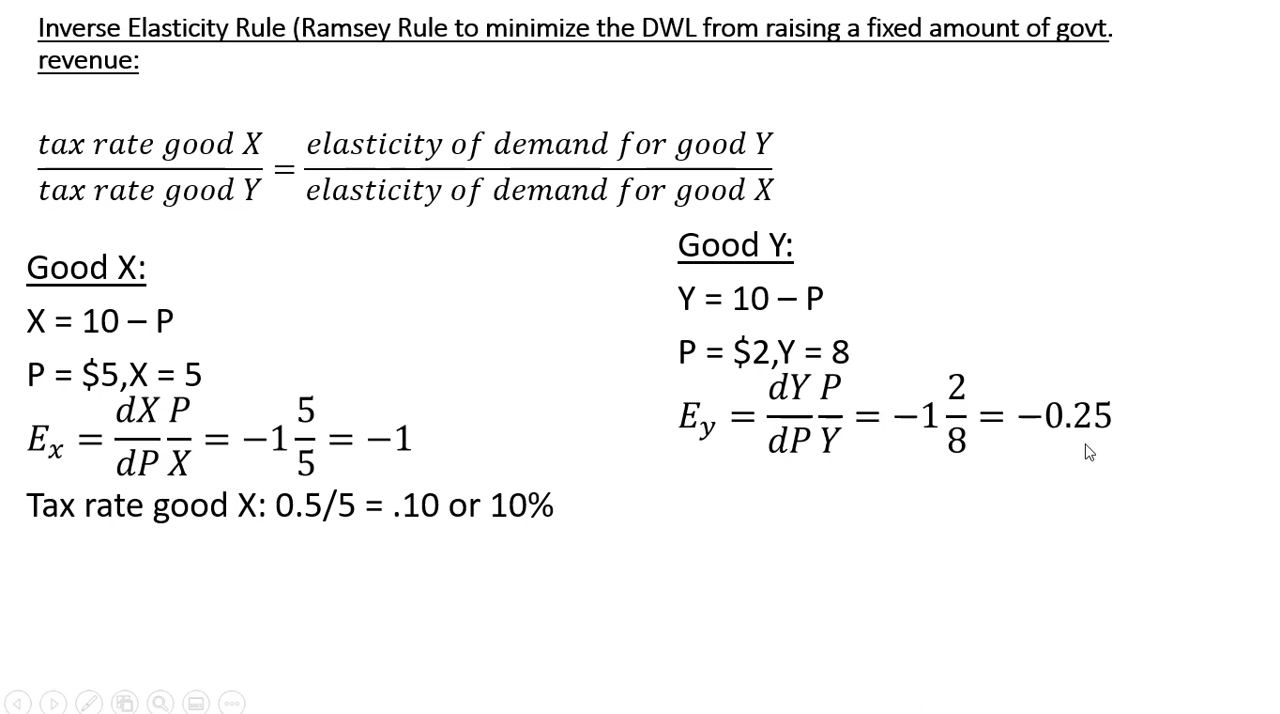 Inverse Elasticity Rule (Ramsey Rule to minimize the DWL from raising a fixed amount of govt.
revenue:
tax rate good X / tax rate good Y = elasticity of demand for good Y / elasticity of demand for good X
Good X:
X = 10 – P
P = $5,X = 5
Eₓ = dX/dP P/X = −1 5/5 = −1
Tax rate good X: 0.5/5 = .10 or 10%
Good Y:
Y = 10 – P
P = $2,Y = 8
E_y = dY/dP P/Y = −1 2/8 = −0.25